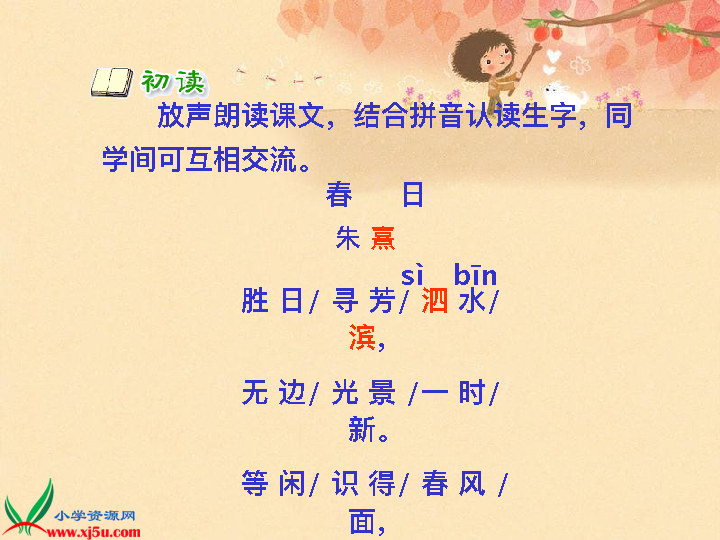 初读
放声朗读课文，结合拼音认读生字，同
学间可互相交流。
春 日
朱 熹
sì bīn
胜 日/ 寻 芳/ 泗 水/
滨，
无 边/ 光 景 /一 时/
新。
等 闲/ 识 得/ 春 风 /
面，
小学资源网
www.xj5u.com